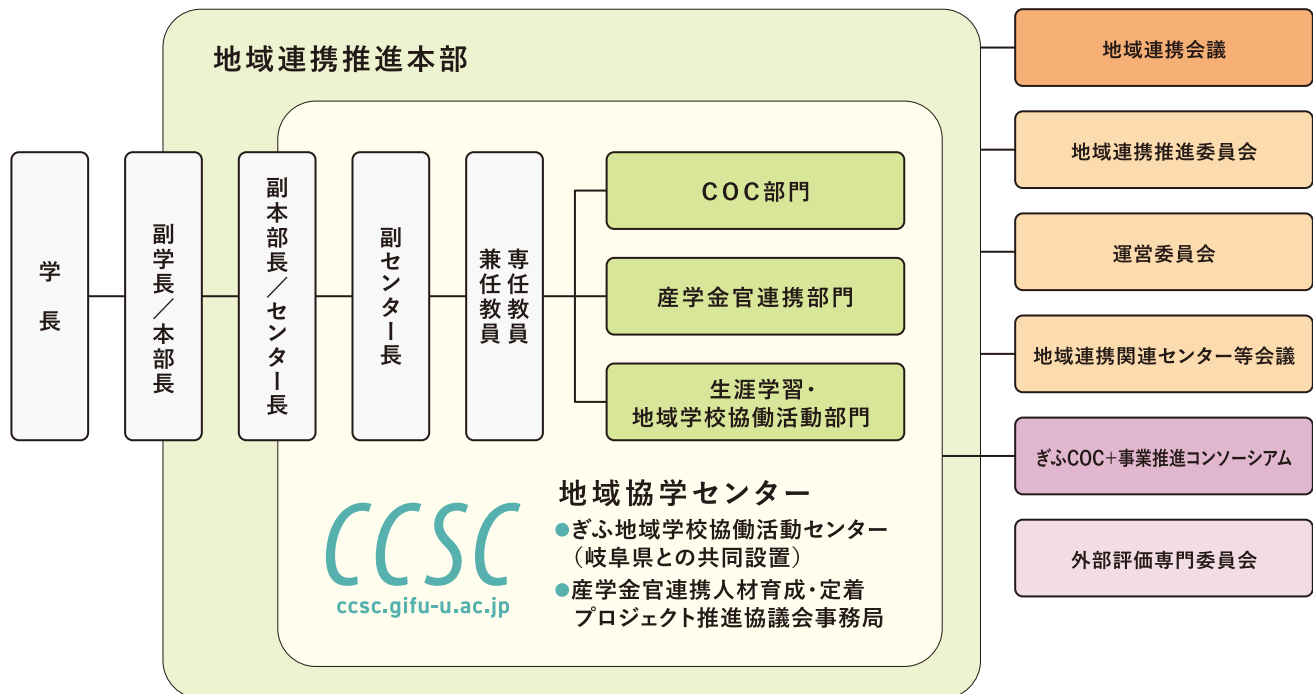 地域連携推進本部
学長
副学長／本部長
副本部長／センター長
副センター長
専任教員
兼任教員
COC部門
産学金官連携部門
生涯学習・
地域学校協働活動部門
地域協学センター
●ぎふ地域学校協働活動センター
（岐阜県との共同設置）
●産学金官連携人材育成・定着
プロジェクト推進協議会事務局
CCSC
ccsc.gifu-u.ac.jp
地域連携会議
地域連携推進委員会
運営委員会
地域連携関連センター等会議
ぎふCOC+事業推進コンソーシアム
外部評価専門委員会